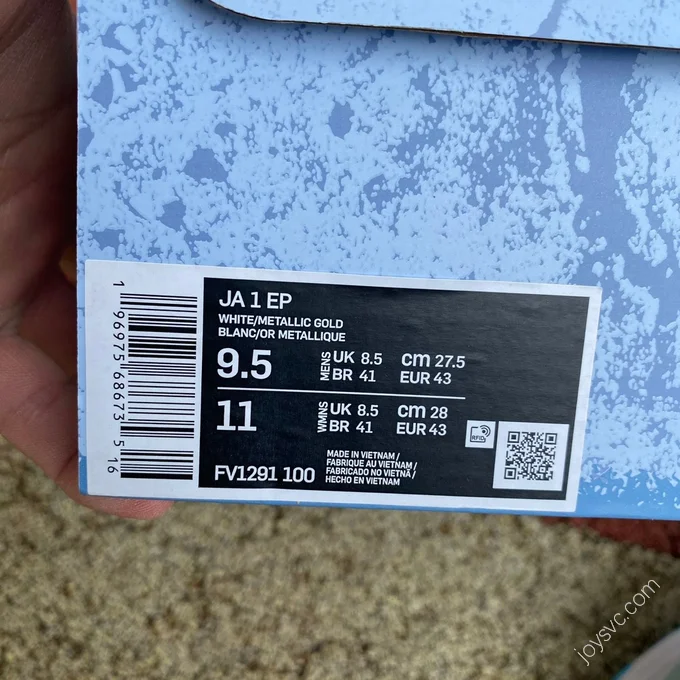 JA 1 EP
WHITE/METALLIC GOLD
BLANC/OR METALLIQUE
9.5 MENS UK 8.5 cm 27.5
BR 41 EUR 43
11 WMNS UK 8.5 cm 28
BR 41 EUR 43
RFID
FV1291 100
MADE IN VIETNAM /
FABRIQUE AU VIETNAM /
FABRICADO NO VIETNÃ /
HECHO EN VIETNAM
1 96975 68673 5 16
joysvc.com